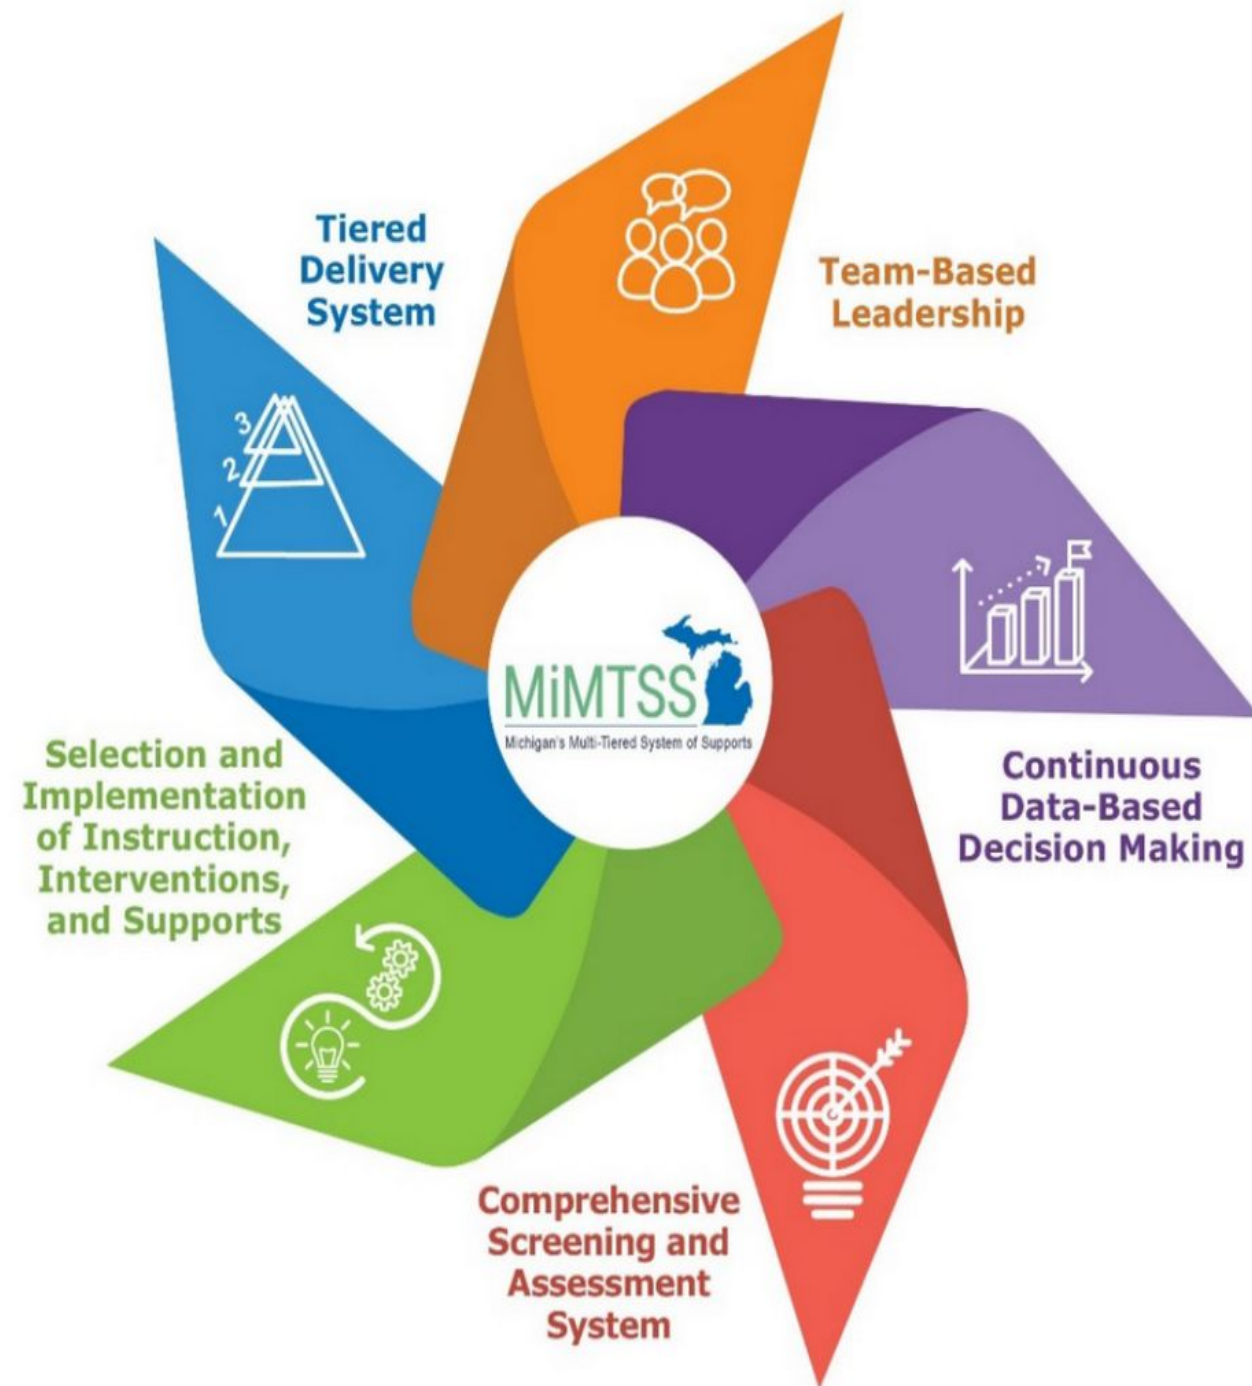 Tiered
Delivery
System
Team-Based
Leadership
3
2
1
MiMTSS
Michigan's Multi-Tiered System of Supports
Selection and
Implementation
of Instruction,
Interventions,
and Supports
Continuous
Data-Based
Decision Making
Comprehensive
Screening and
Assessment
System